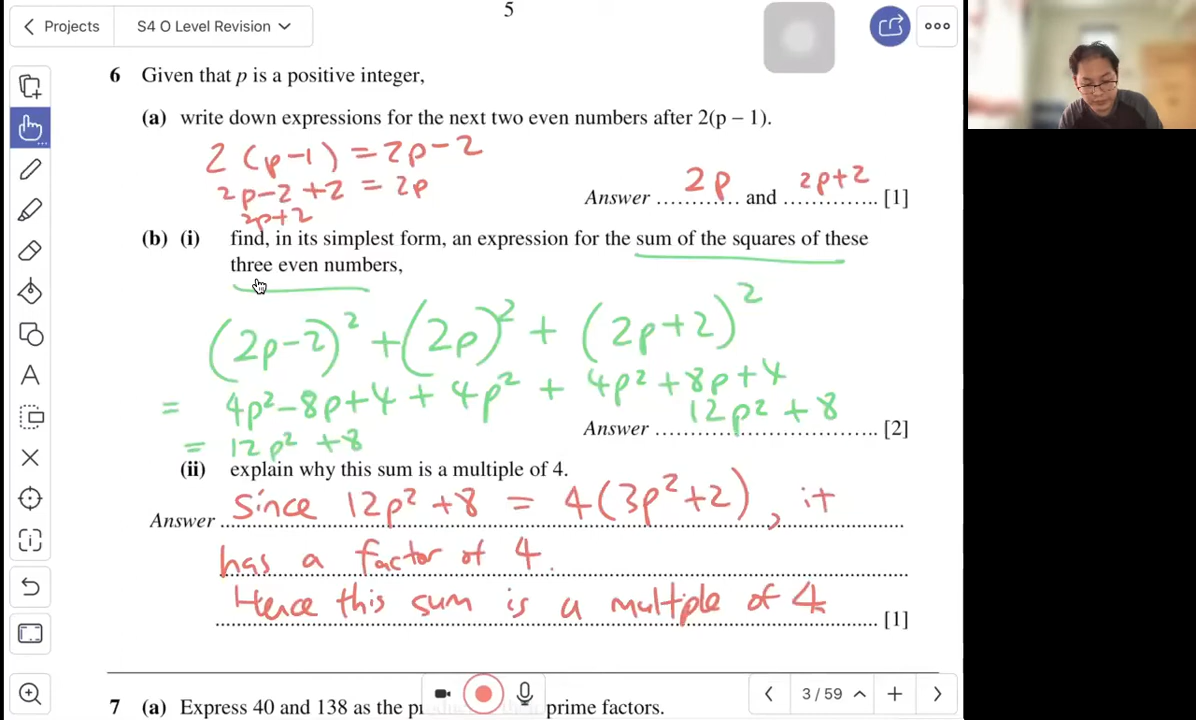 5
Projects
S4 O Level Revision
6 Given that p is a positive integer,
(a) write down expressions for the next two even numbers after 2(p – 1).
2(p-1) = 2p-2
2p-2+2 = 2p
2p+2
Answer 2p and 2p+2 [1]
(b) (i) find, in its simplest form, an expression for the sum of the squares of these
three even numbers,
(2p-2)² + (2p)² + (2p+2)²
= 4p²-8p+4 + 4p² + 4p²+8p+4
= 12p² +8
Answer 12p² + 8 [2]
(ii) explain why this sum is a multiple of 4.
Answer Since 12p²+8 = 4(3p²+2), it
has a factor of 4.
Hence this sum is a multple of 4 [1]
3 / 59
7 (a) Express 40 and 138 as the prime factors.